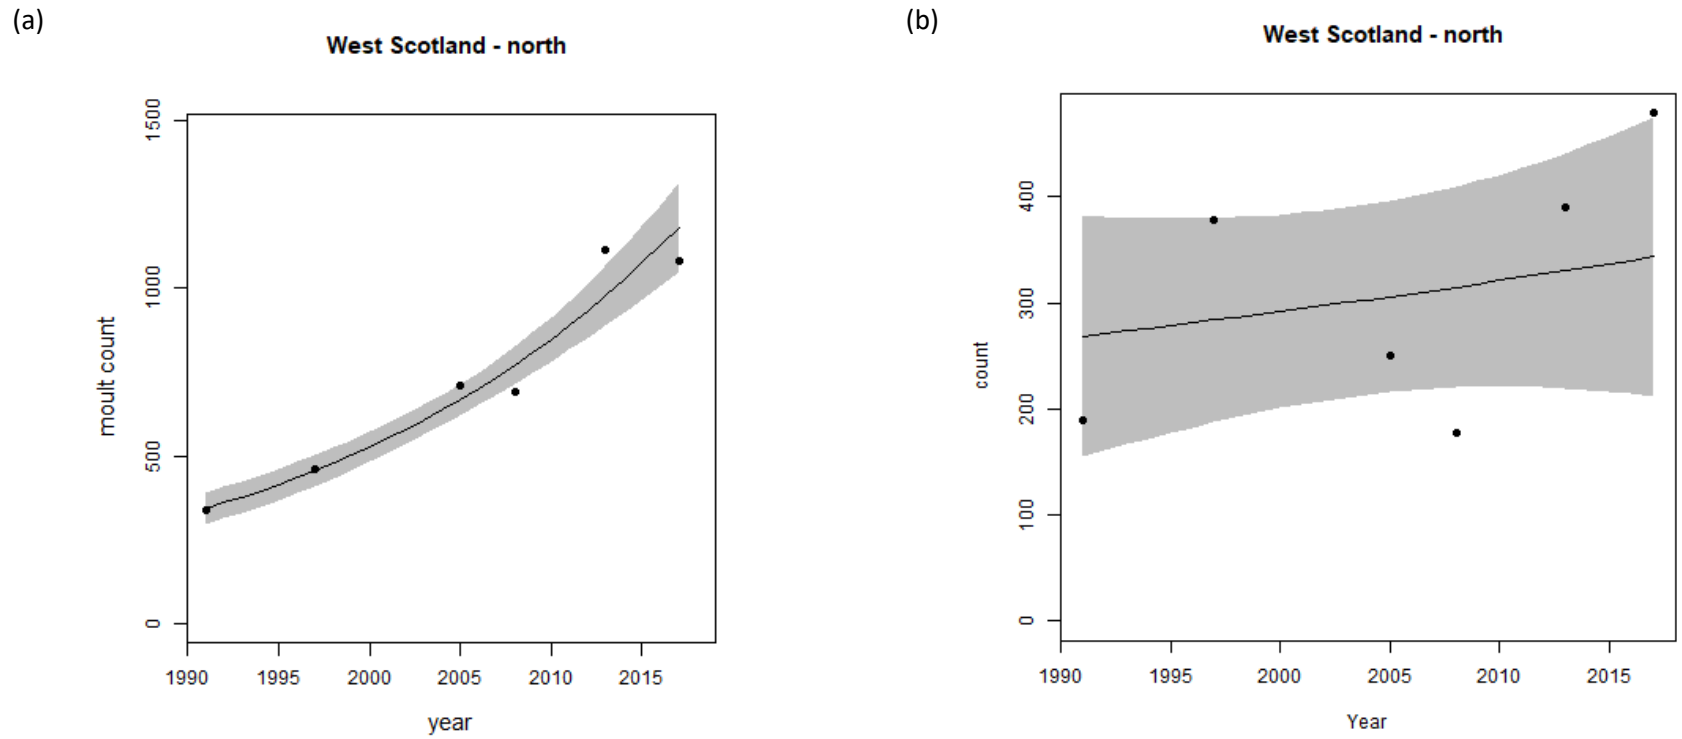 (a)
West Scotland - north
1500
1000
500
0
moult count
1990 1995 2000 2005 2010 2015
year
(b)
West Scotland - north
400
300
200
100
0
count
1990 1995 2000 2005 2010 2015
Year